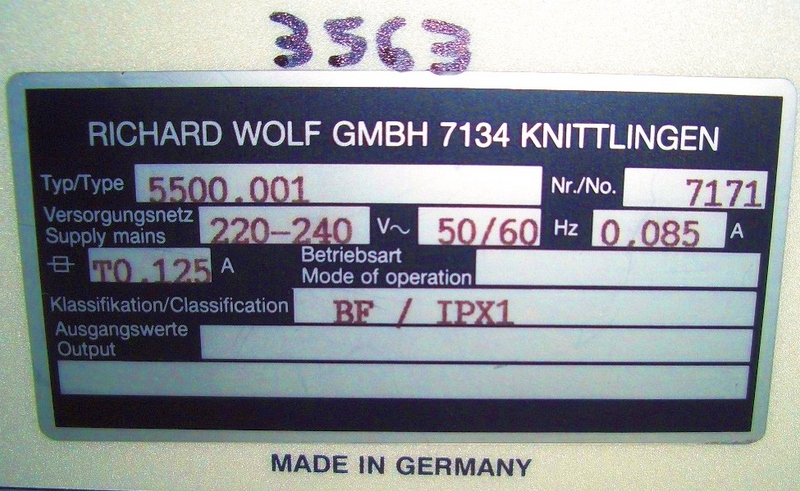 3563
RICHARD WOLF GMBH 7134 KNITTLINGEN
Typ/Type 5500.001 Nr./No. 7171
Versorgungsnetz
Supply mains 220-240 V~ 50/60 Hz 0,085 A
T0.125 A
Betriebsart
Mode of operation
Klassifikation/Classification BF / IPX1
Ausgangswerte
Output
MADE IN GERMANY